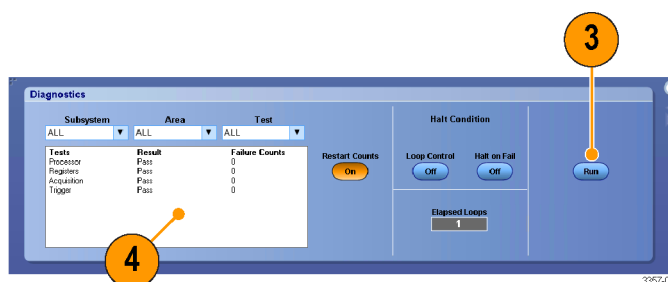 3
Diagnostics
Subsystem Area Test
ALL ALL ALL
Halt Condition
Tests Result Failure Counts
Processor Pass 0
Registers Pass 0
Acquisition Pass 0
Trigger Pass 0
Restart Counts
On
Loop Control Halt on Fail
Off Off
Run
Elapsed Loops
1
4